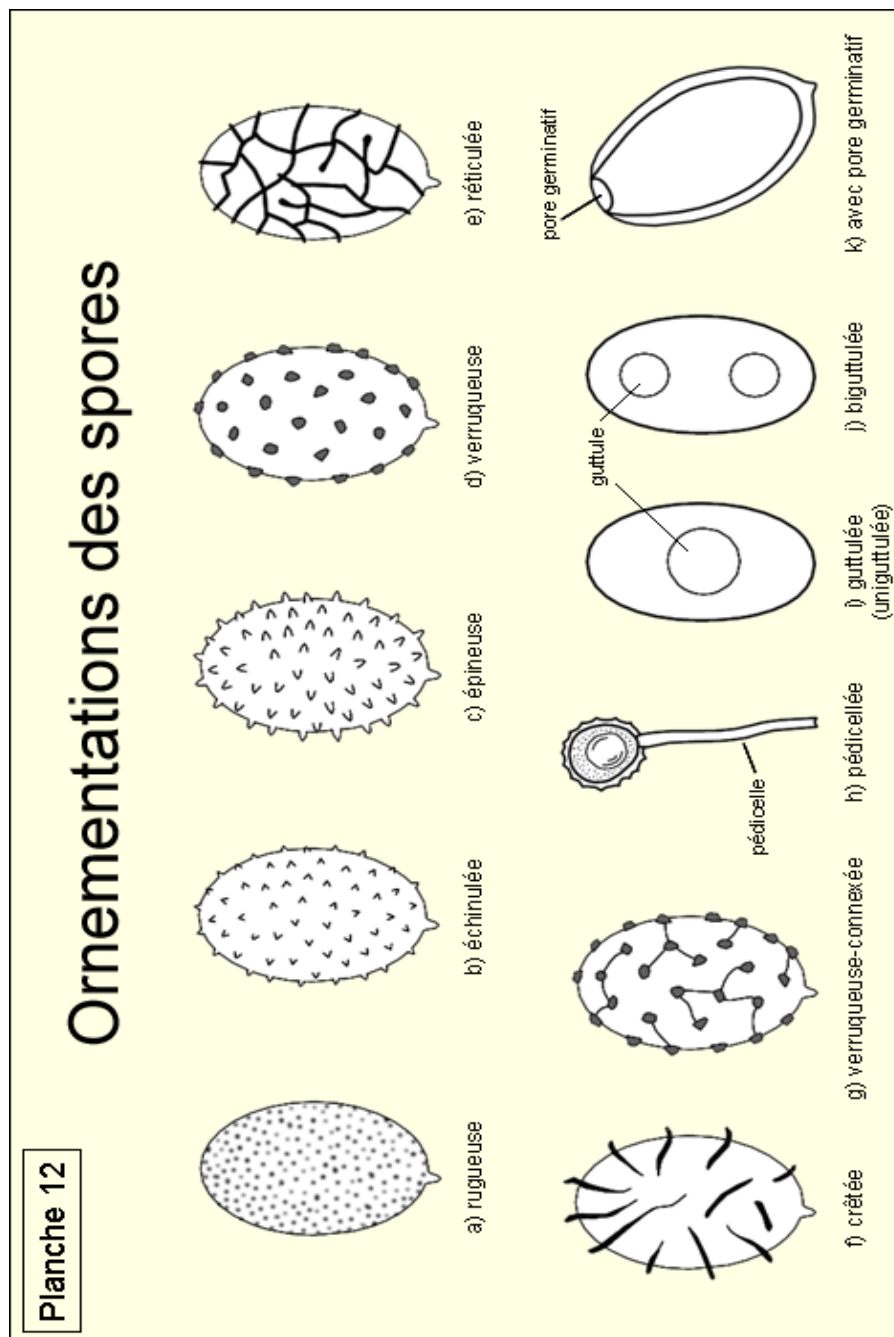 Planche 12
Ornementations des spores
a) rugueuse
b) échinulée
c) épineuse
d) verruqueuse
e) réticulée
pore germinatif
guttule
pédicelle
f) crêtée
g) verruqueuse-connexée
h) pédicellée
i) guttulée
(uniguttulée)
j) biguttulée
k) avec pore germinatif